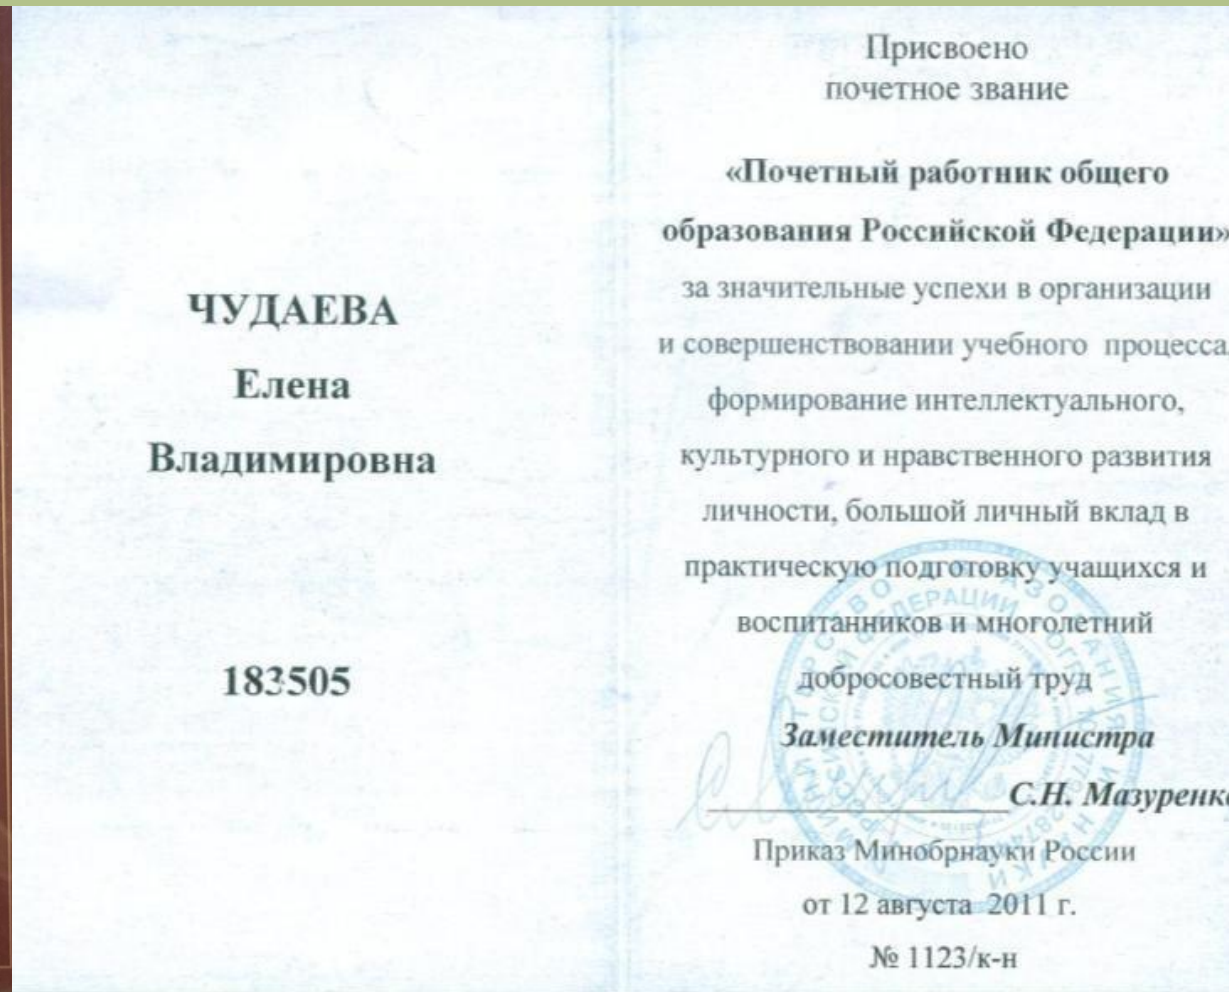 ЧУДАЕВА
Елена
Владимировна
183505
Присвоено
почетное звание
«Почетный работник общего
образования Российской Федерации»
за значительные успехи в организации
и совершенствовании учебного процесса,
формирование интеллектуального,
культурного и нравственного развития
личности, большой личный вклад в
практическую подготовку учащихся и
воспитанников и многолетний
добросовестный труд
Заместитель Министра
С.Н. Мазуренко
Приказ Минобрнауки России
от 12 августа 2011 г.
№ 1123/к-н